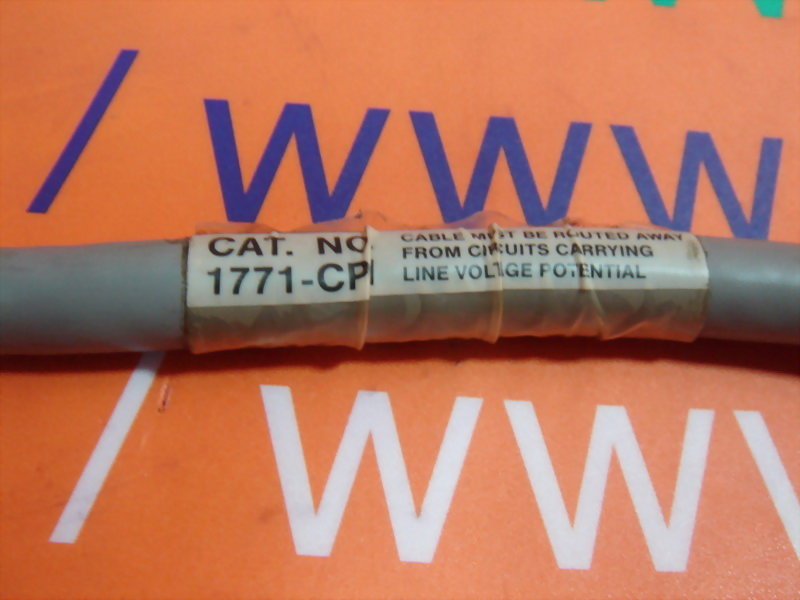 /WWW
CAT. NO.
1771-CP
CABLE MUST BE ROUTED AWAY
FROM CIRCUITS CARRYING
LINE VOLTAGE POTENTIAL
/WWW